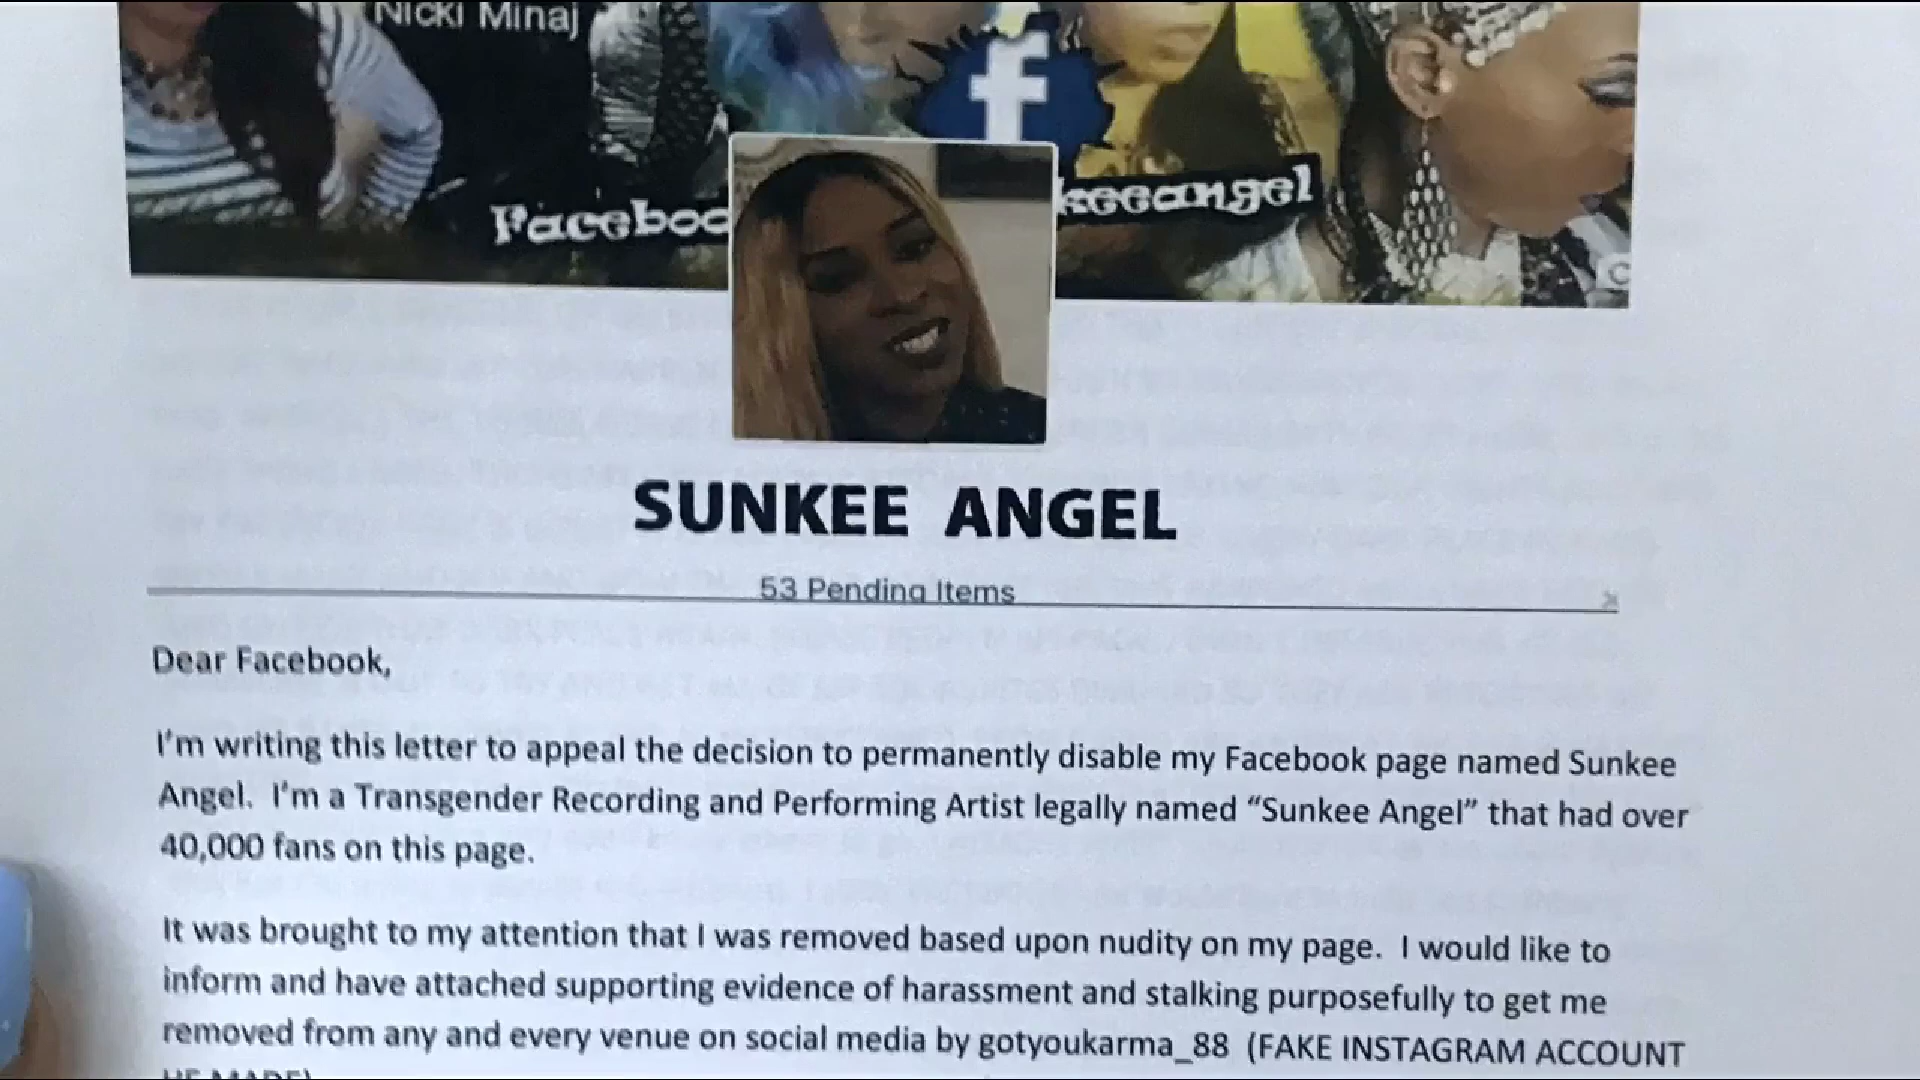 Nicki Minaj
f
Faceboo keeangel
SUNKEE ANGEL
53 Pending Items ×
Dear Facebook,
I'm writing this letter to appeal the decision to permanently disable my Facebook page named Sunkee
Angel. I'm a Transgender Recording and Performing Artist legally named “Sunkee Angel” that had over
40,000 fans on this page.
It was brought to my attention that I was removed based upon nudity on my page. I would like to
inform and have attached supporting evidence of harassment and stalking purposefully to get me
removed from any and every venue on social media by gotyoukarma_88 (FAKE INSTAGRAM ACCOUNT
HE MADE)